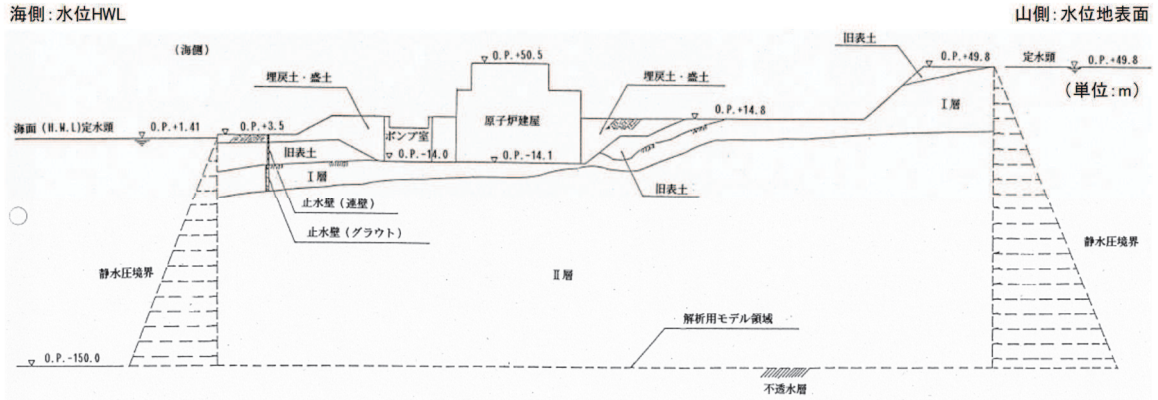 海側：水位HWL
山側：水位地表面
(海側)
O.P.+50.5
旧表土
O.P.+49.8
定水頭
O.P.+49.8
(単位：m)
埋戻土・盛土
埋戻土・盛土
Ⅰ層
海面(H.W.L)定水頭
O.P.+1.41
O.P.+3.5
ポンプ室
原子炉建屋
O.P.+14.8
旧表土
O.P.-14.0
O.P.-14.1
Ⅰ層
旧表土
止水壁(連壁)
止水壁(グラウト)
静水圧境界
静水圧境界
Ⅱ層
解析用モデル領域
O.P.-150.0
不透水層